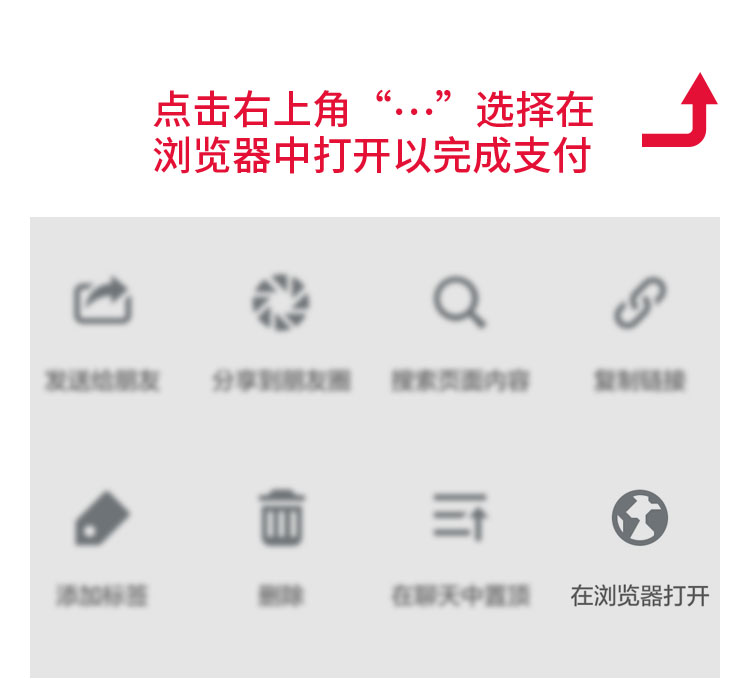 点击右上角“···”选择在
浏览器中打开以完成支付
发送给朋友
分享到朋友圈
搜索页面内容
复制链接
添加标签
删除
在聊天中置顶
在浏览器打开